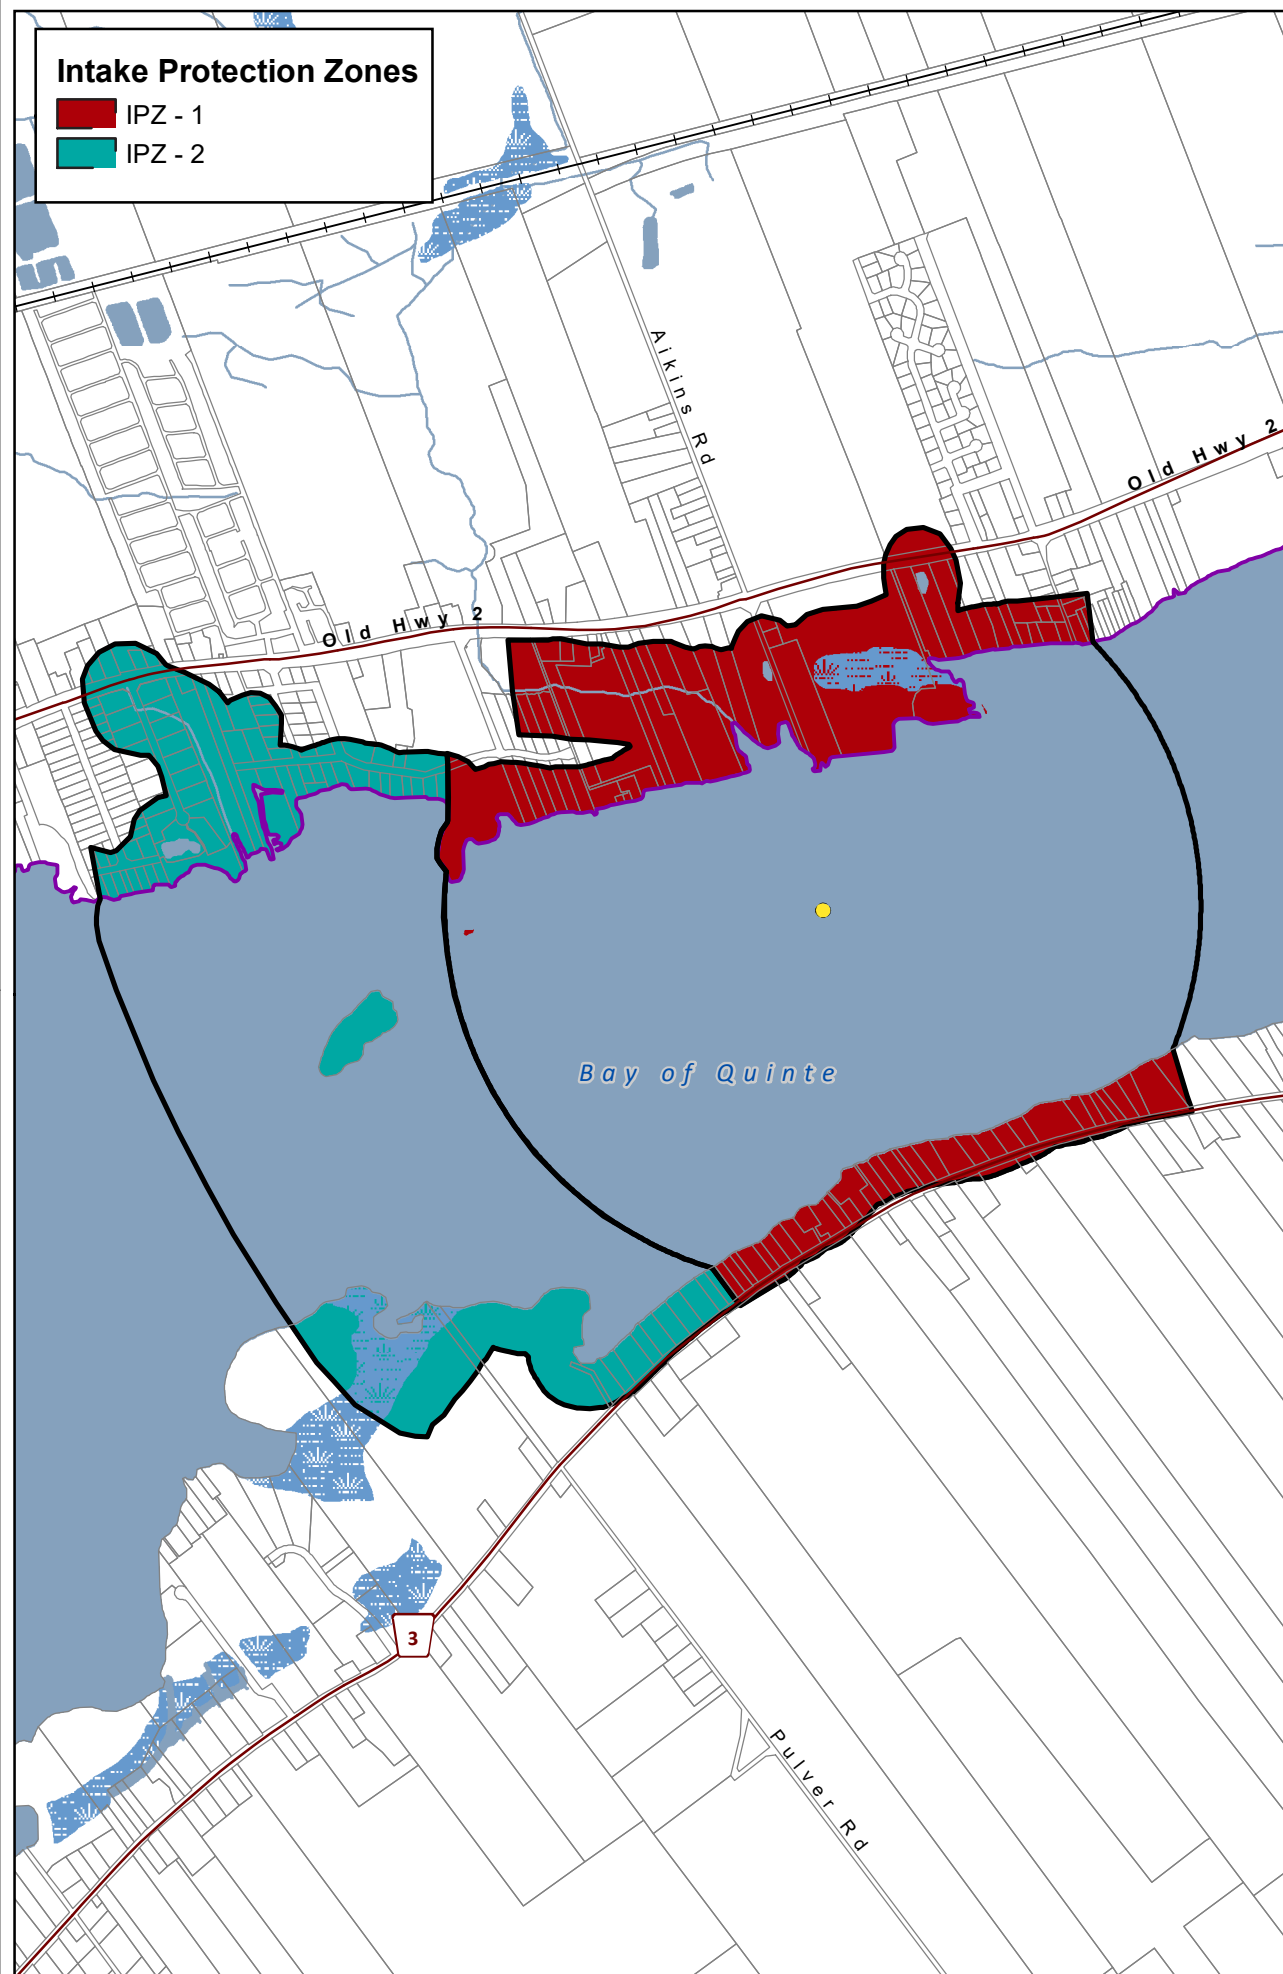 Intake Protection Zones
IPZ - 1
IPZ - 2
Aikins Rd
Old Hwy 2
Old Hwy 2
Bay of Quinte
3
Pulver Rd